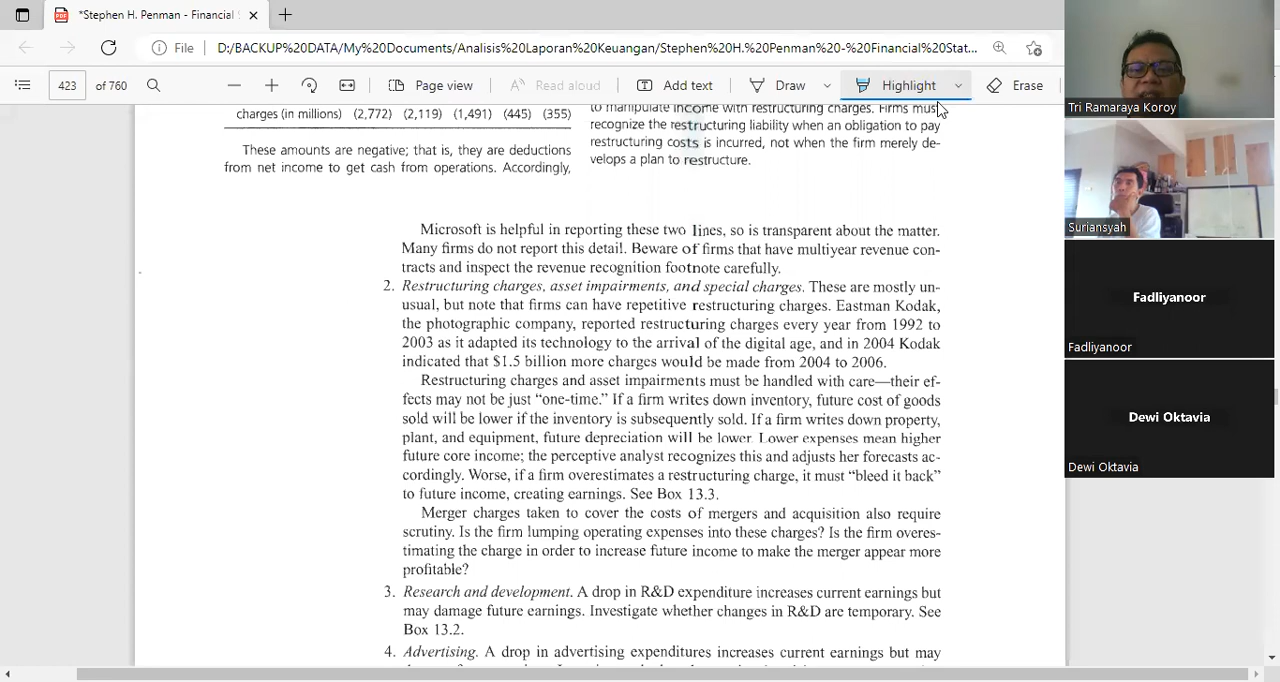 *Stephen H. Penman - Financial S
File
D:/BACKUP%20DATA/My%20Documents/Analisis%20Laporan%20Keuangan/Stephen%20H.%20Penman%20-%20Financial%20Stat...
423 of 760
Page view
Read aloud
Add text
Draw
Highlight
Erase
charges (in millions) (2,772) (2,119) (1,491) (445) (355)
These amounts are negative; that is, they are deductions
from net income to get cash from operations. Accordingly,
to manipulate income with restructuring charges. Firms must
recognize the restructuring liability when an obligation to pay
restructuring costs is incurred, not when the firm merely de-
velops a plan to restructure.
Microsoft is helpful in reporting these two lines, so is transparent about the matter.
Many firms do not report this detail. Beware of firms that have multiyear revenue con-
tracts and inspect the revenue recognition footnote carefully.
2. Restructuring charges, asset impairments, and special charges. These are mostly un-
usual, but note that firms can have repetitive restructuring charges. Eastman Kodak,
the photographic company, reported restructuring charges every year from 1992 to
2003 as it adapted its technology to the arrival of the digital age, and in 2004 Kodak
indicated that $1.5 billion more charges would be made from 2004 to 2006.
Restructuring charges and asset impairments must be handled with care—their ef-
fects may not be just “one-time.” If a firm writes down inventory, future cost of goods
sold will be lower if the inventory is subsequently sold. If a firm writes down property,
plant, and equipment, future depreciation will be lower. Lower expenses mean higher
future core income; the perceptive analyst recognizes this and adjusts her forecasts ac-
cordingly. Worse, if a firm overestimates a restructuring charge, it must “bleed it back”
to future income, creating earnings. See Box 13.3.
Merger charges taken to cover the costs of mergers and acquisition also require
scrutiny. Is the firm lumping operating expenses into these charges? Is the firm overes-
timating the charge in order to increase future income to make the merger appear more
profitable?
3. Research and development. A drop in R&D expenditure increases current earnings but
may damage future earnings. Investigate whether changes in R&D are temporary. See
Box 13.2.
4. Advertising. A drop in advertising expenditures increases current earnings but may
Tri Ramaraya Koroy
Suriansyah
Fadliyanoor
Fadliyanoor
Dewi Oktavia
Dewi Oktavia